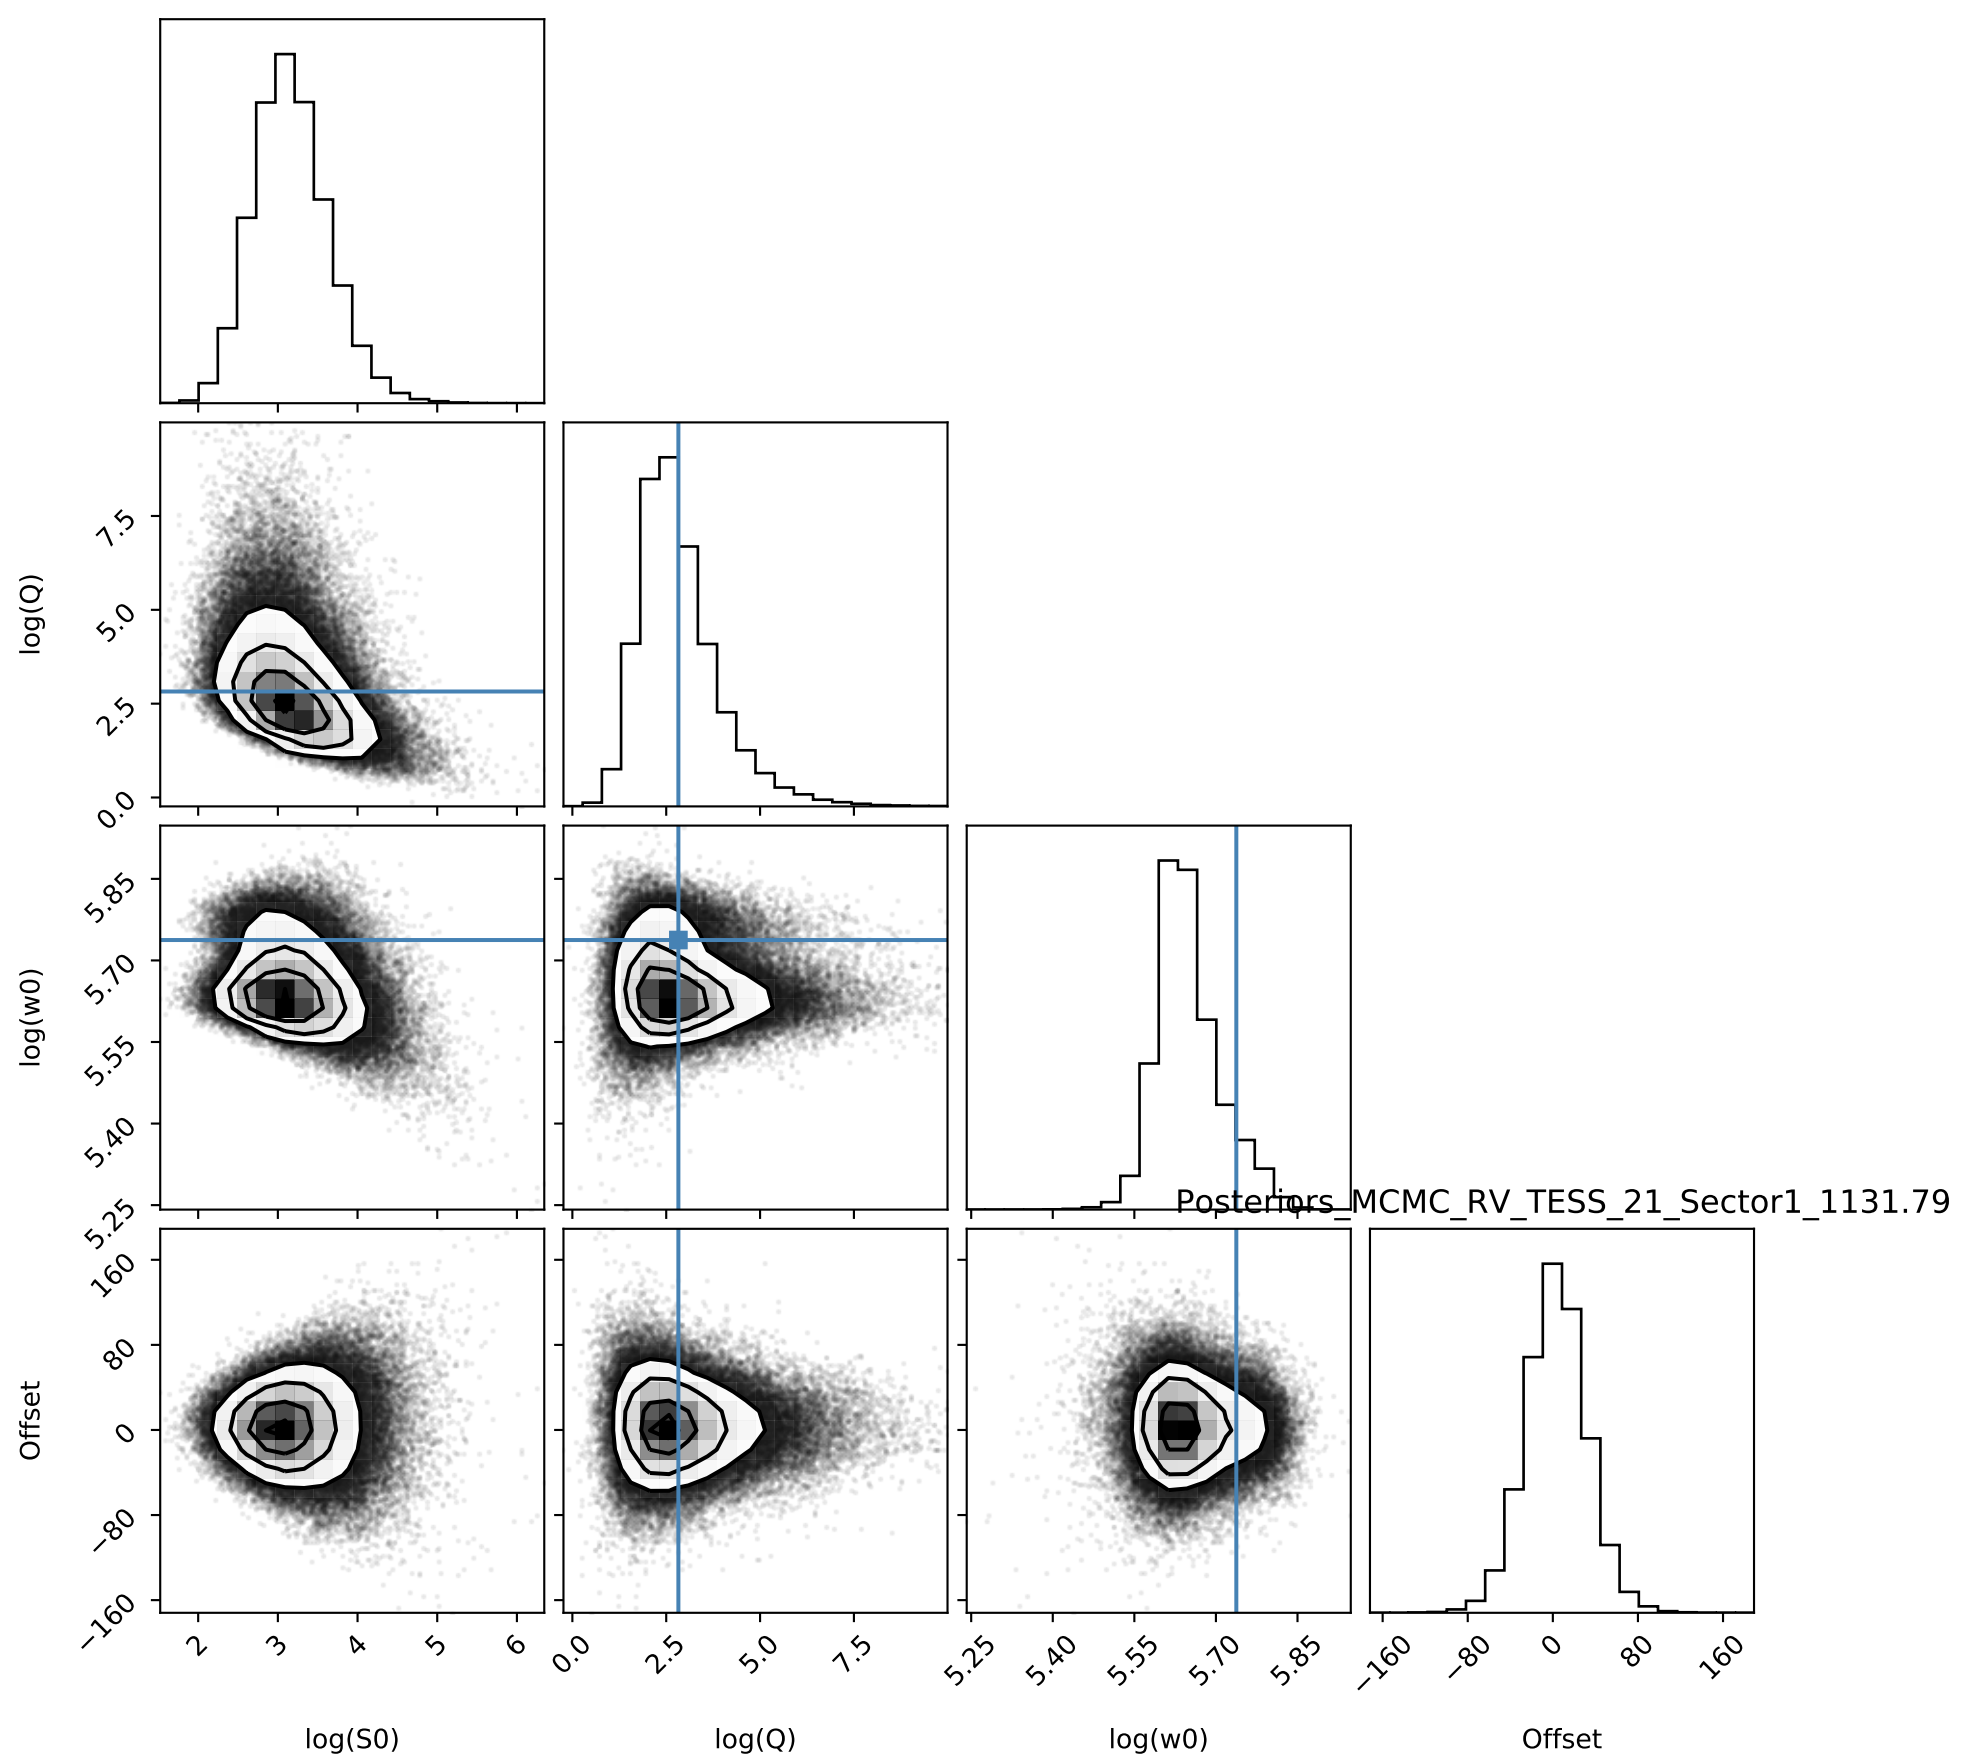 log(Q)
7.5
5.0
2.5
0.0
log(w0)
5.85
5.70
5.55
5.40
5.25
Posteriors_MCMC_RV_TESS_21_Sector1_1131.79
Offset
160
80
0
−80
−160
2 3 4 5 6
0.0 2.5 5.0 7.5
5.25 5.40 5.55 5.70 5.85
−160 −80 0 80 160
log(S0) log(Q) log(w0) Offset